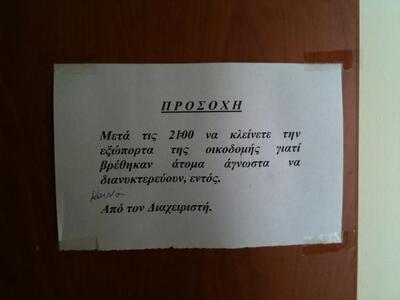 ΠΡΟΣΟΧΗ
Μετά τις 21:00 να κλείνετε την
εξώπορτα της οικοδομής γιατί
βρέθηκαν άτομα άγνωστα να
διανυκτερεύουν, εντός.
Από τον Διαχειριστή.